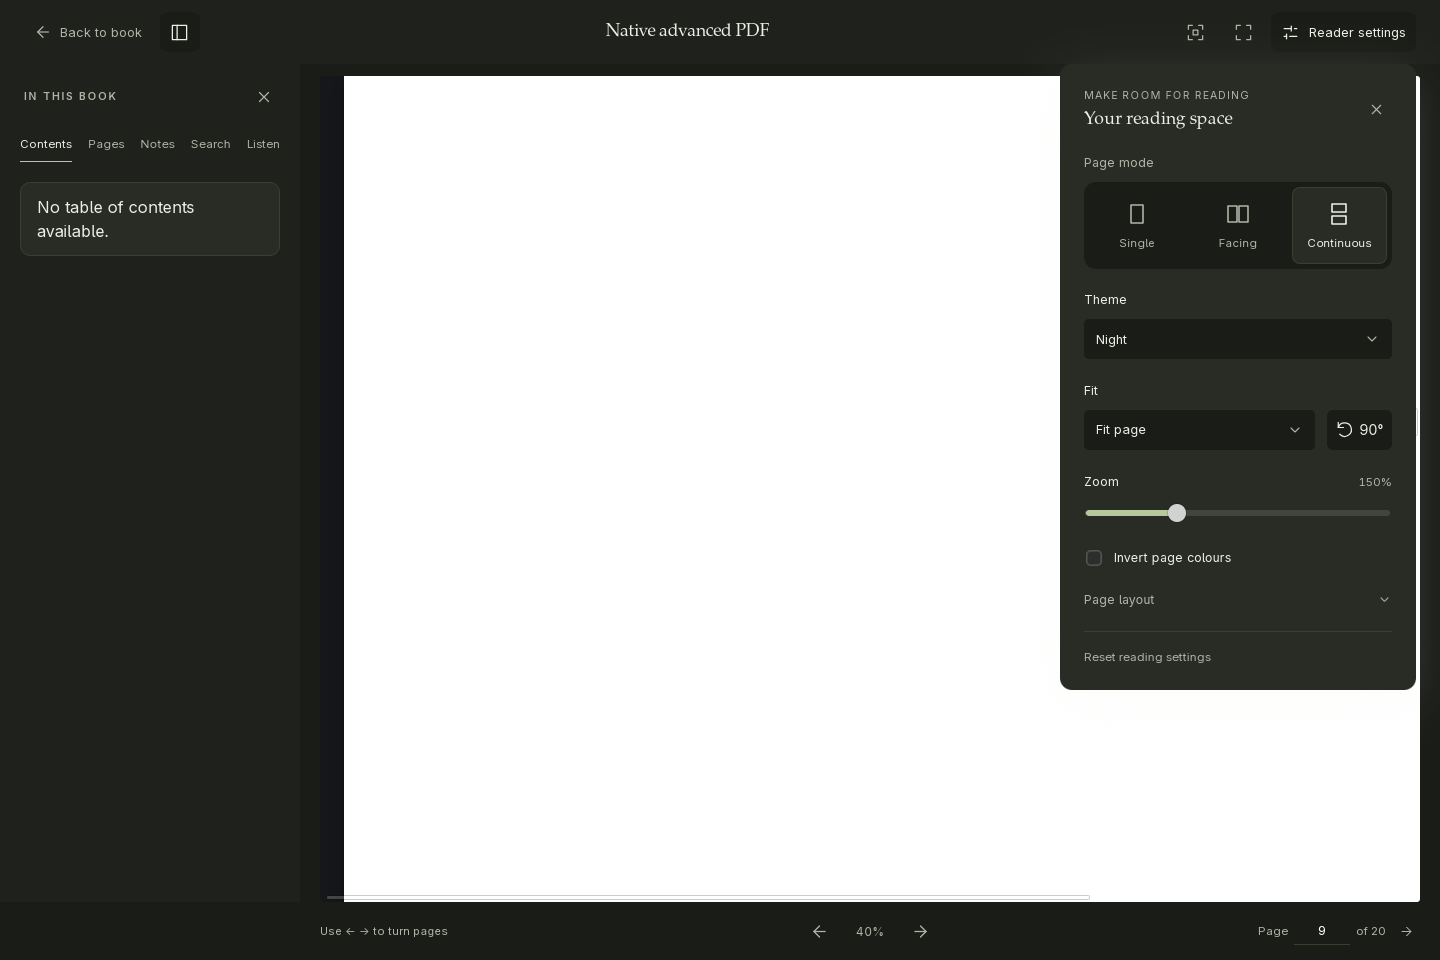 Back to book
Native advanced PDF
Reader settings
IN THIS BOOK
Contents
Pages
Notes
Search
Listen
No table of contents
available.
MAKE ROOM FOR READING
Your reading space
Page mode
Single
Facing
Continuous
Theme
Night
Fit
Fit page
90°
Zoom
150%
Invert page colours
Page layout
Reset reading settings
Use ← → to turn pages
40%
Page 9 of 20